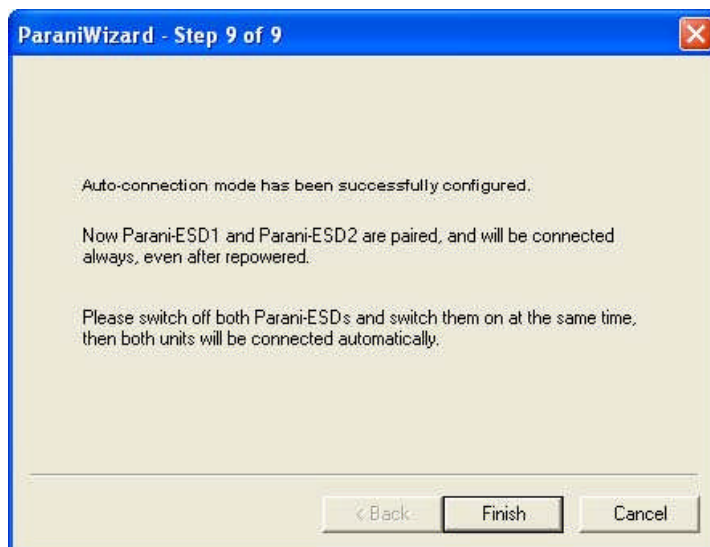 ParaniWizard - Step 9 of 9
Auto-connection mode has been successfully configured.
Now Parani-ESD1 and Parani-ESD2 are paired, and will be connected
always, even after repowered.
Please switch off both Parani-ESDs and switch them on at the same time,
then both units will be connected automatically.
< Back
Finish
Cancel